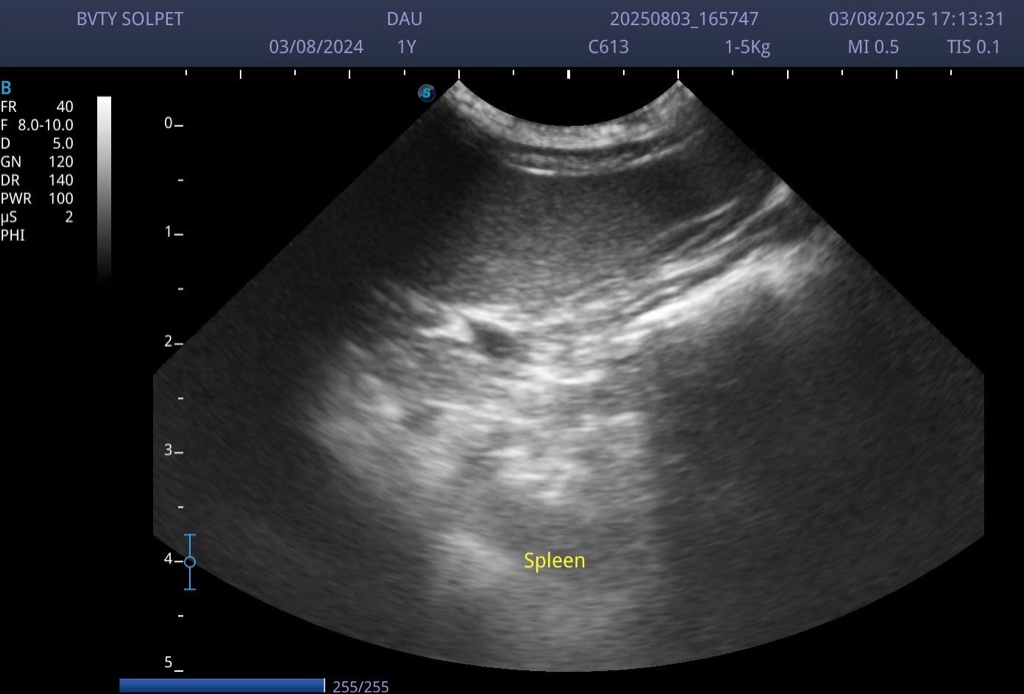 BVTY SOLPET DAU 20250803_165747 03/08/2025 17:13:31
03/08/2024 1Y C613 1-5Kg MI 0.5 TIS 0.1
B
FR 40
F 8.0-10.0
D 5.0
GN 120
DR 140
PWR 100
µS 2
PHI
S
0
1
2
3
4
5
Spleen
255/255